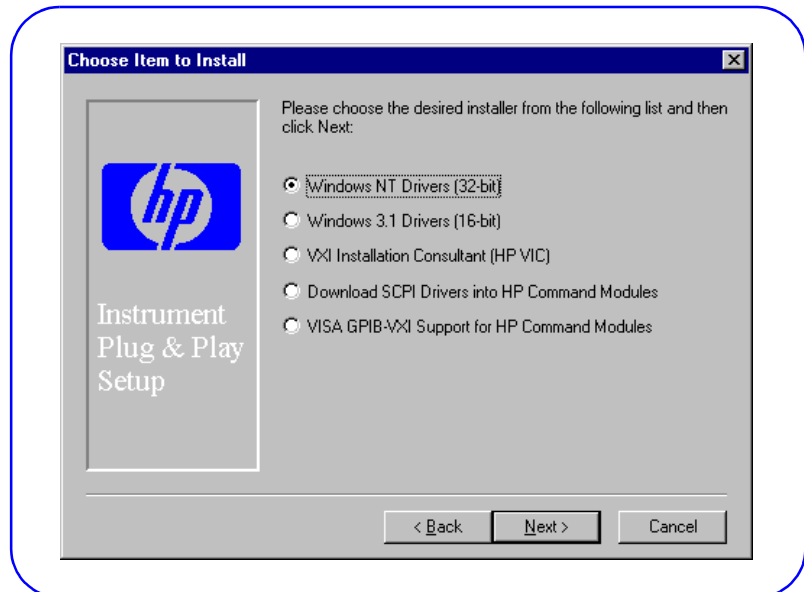 Choose Item to Install
hp
Instrument
Plug & Play
Setup
Please choose the desired installer from the following list and then
click Next:
Windows NT Drivers (32-bit)
Windows 3.1 Drivers (16-bit)
VXI Installation Consultant (HP VIC)
Download SCPI Drivers into HP Command Modules
VISA GPIB-VXI Support for HP Command Modules
< Back
Next >
Cancel